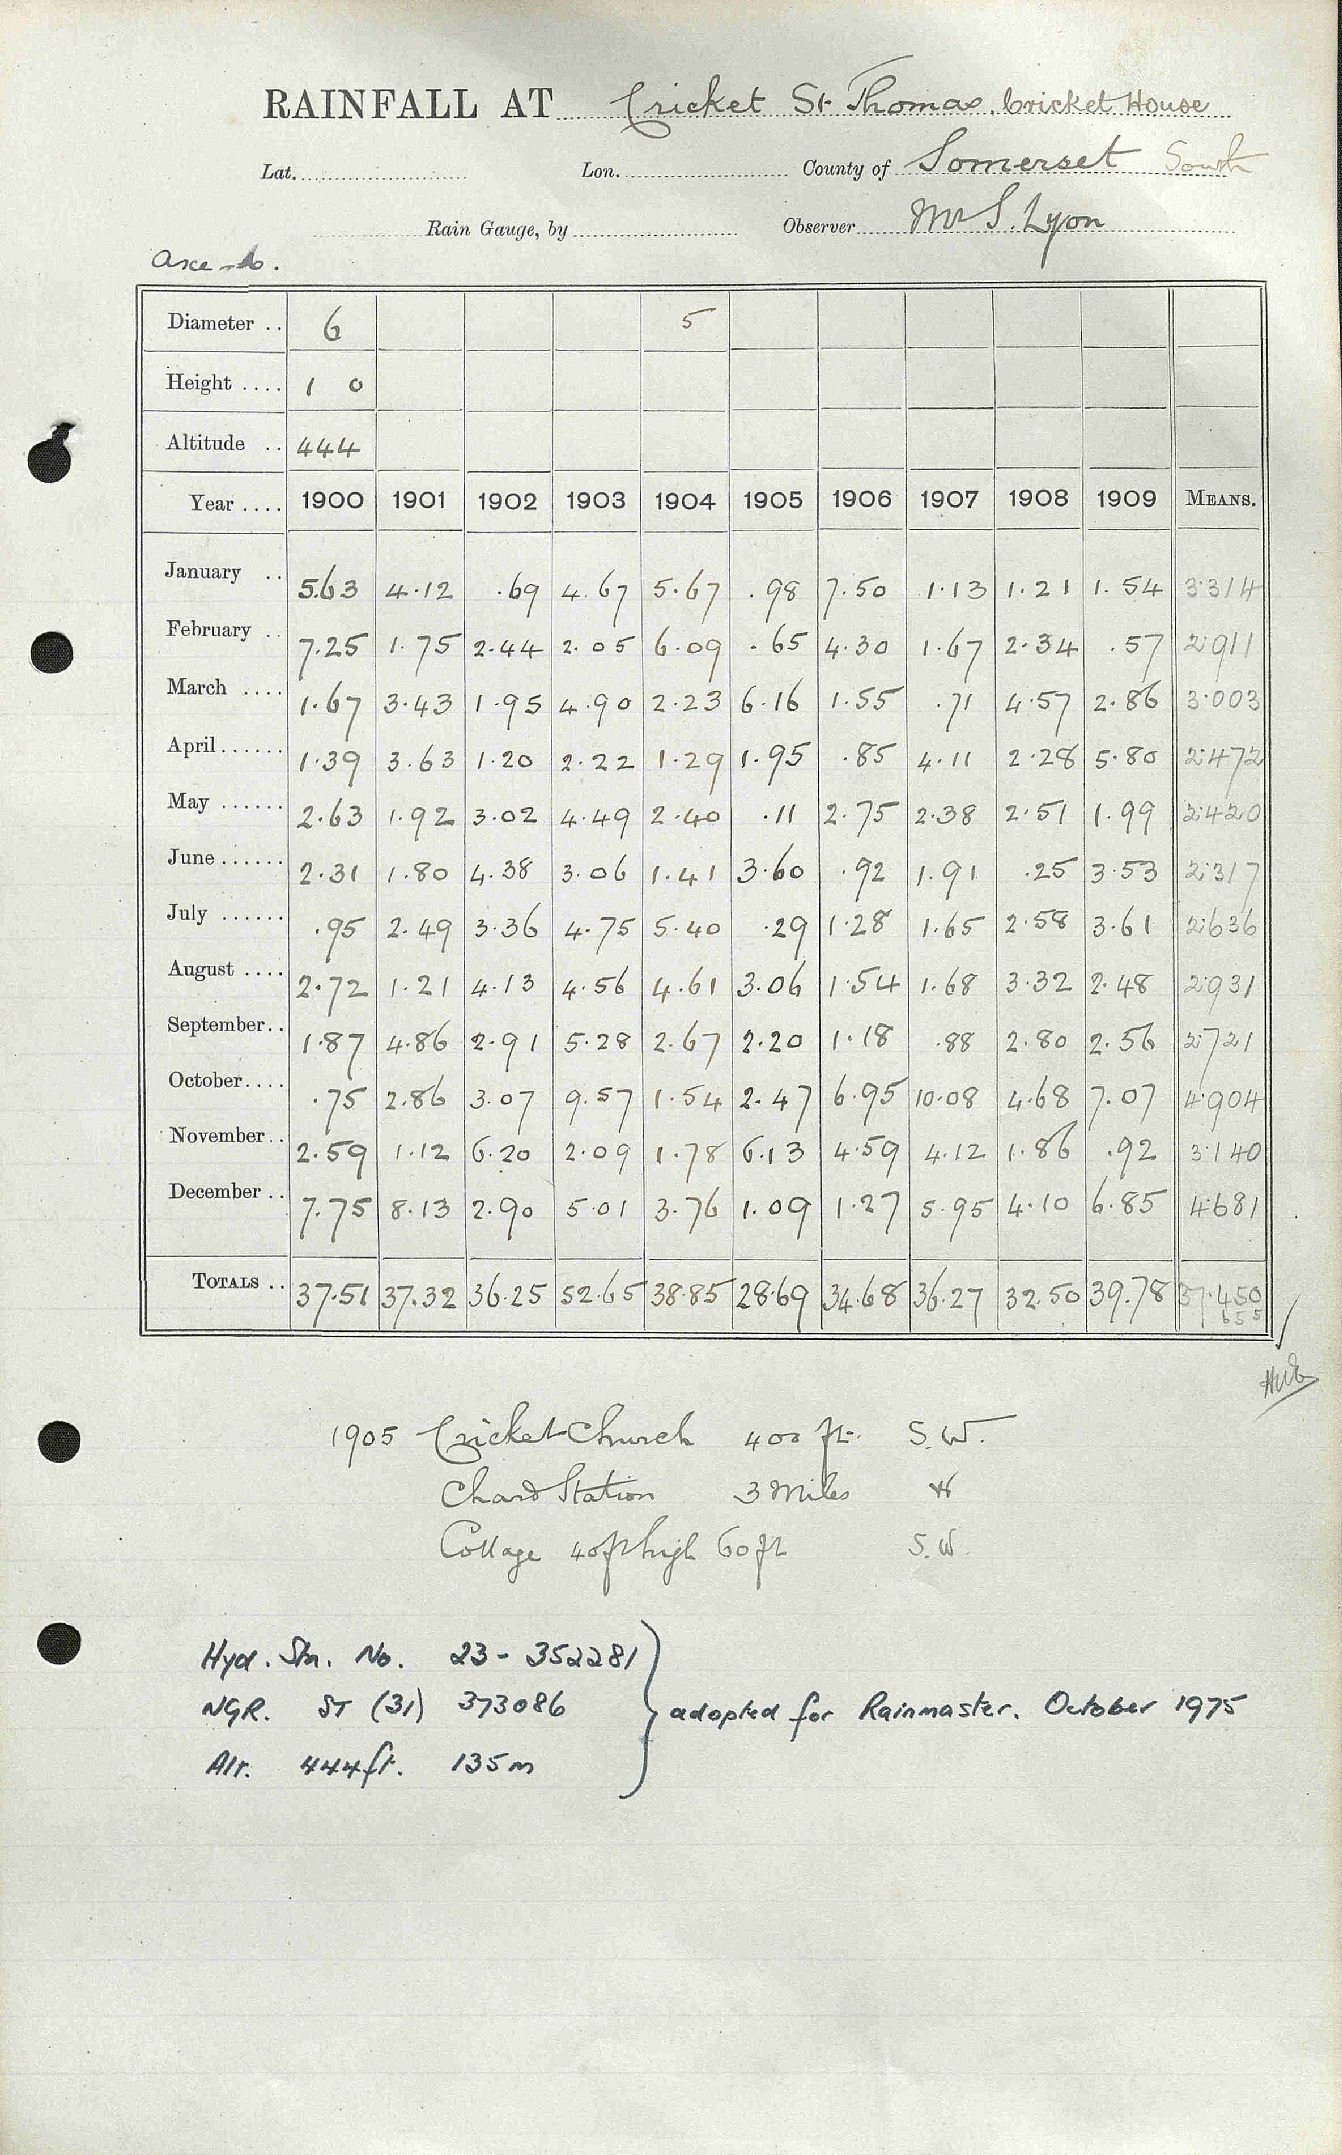 RAINFALL AT Cricket St Thomas. Cricket House
Lat. Lon. County of Somerset South
Rain Gauge, by Observer Mr S. Lyon
Axe
Diameter .. 6 5
Height .... 1 0
Altitude .. 444
Year .... 1900 1901 1902 1903 1904 1905 1906 1907 1908 1909 MEANS.
January .. 5.63 4.12 .69 4.67 5.67 .98 7.50 1.13 1.21 1.54 3.314
February .. 7.25 1.75 2.44 2.05 6.09 .65 4.30 1.67 2.34 .57 2.911
March .... 1.67 3.43 1.95 4.90 2.23 6.16 1.55 .71 4.57 2.86 3.003
April ...... 1.39 3.63 1.20 2.22 1.29 1.95 .85 4.11 2.28 5.80 2.472
May ...... 2.63 1.92 3.02 4.49 2.40 .11 2.75 2.38 2.51 1.99 2.420
June ...... 2.31 1.80 4.38 3.06 1.41 3.60 .92 1.91 .25 3.53 2.317
July ...... .95 2.49 3.36 4.75 5.40 .29 1.28 1.65 2.58 3.61 2.636
August .... 2.72 1.21 4.13 4.56 4.61 3.06 1.54 1.68 3.32 2.48 2.931
September.. 1.87 4.86 2.91 5.28 2.67 2.20 1.18 .88 2.80 2.56 2.721
October.... .75 2.86 3.07 9.57 1.54 2.47 6.95 10.08 4.68 7.07 4.904
November.. 2.59 1.12 6.20 2.09 1.78 6.13 4.59 4.12 1.86 .92 3.140
December .. 7.75 8.13 2.90 5.01 3.76 1.09 1.27 5.95 4.10 6.85 4.681
TOTALS .. 37.51 37.32 36.25 52.65 38.85 28.69 34.68 36.27 32.50 39.78 37.450
655
1905 Cricket Church 400 ft. S.W.
Chard Station 3 Miles W
Cottage 40ft high 60ft S.W.
Hyd. Stn. No. 23-352281
NGR. ST (31) 373086 } adopted for Rainmaster. October 1975
Alt. 444ft. 135m